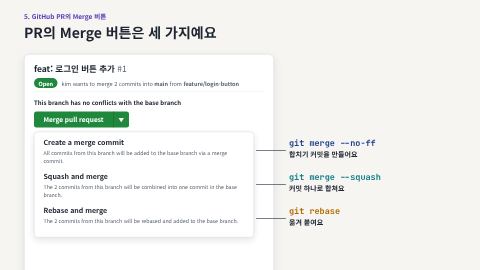 5. GitHub PR의 Merge 버튼
PR의 Merge 버튼은 세 가지예요
feat: 로그인 버튼 추가 #1
Open kim wants to merge 2 commits into main from feature/login-button
This branch has no conflicts with the base branch
Merge pull request
Create a merge commit
All commits from this branch will be added to the base branch via a merge
commit.
git merge --no-ff
합치기 커밋을 만들어요
Squash and merge
The 2 commits from this branch will be combined into one commit in the base
branch.
git merge --squash
커밋 하나로 합쳐요
Rebase and merge
The 2 commits from this branch will be rebased and added to the base branch.
git rebase
옮겨 붙여요